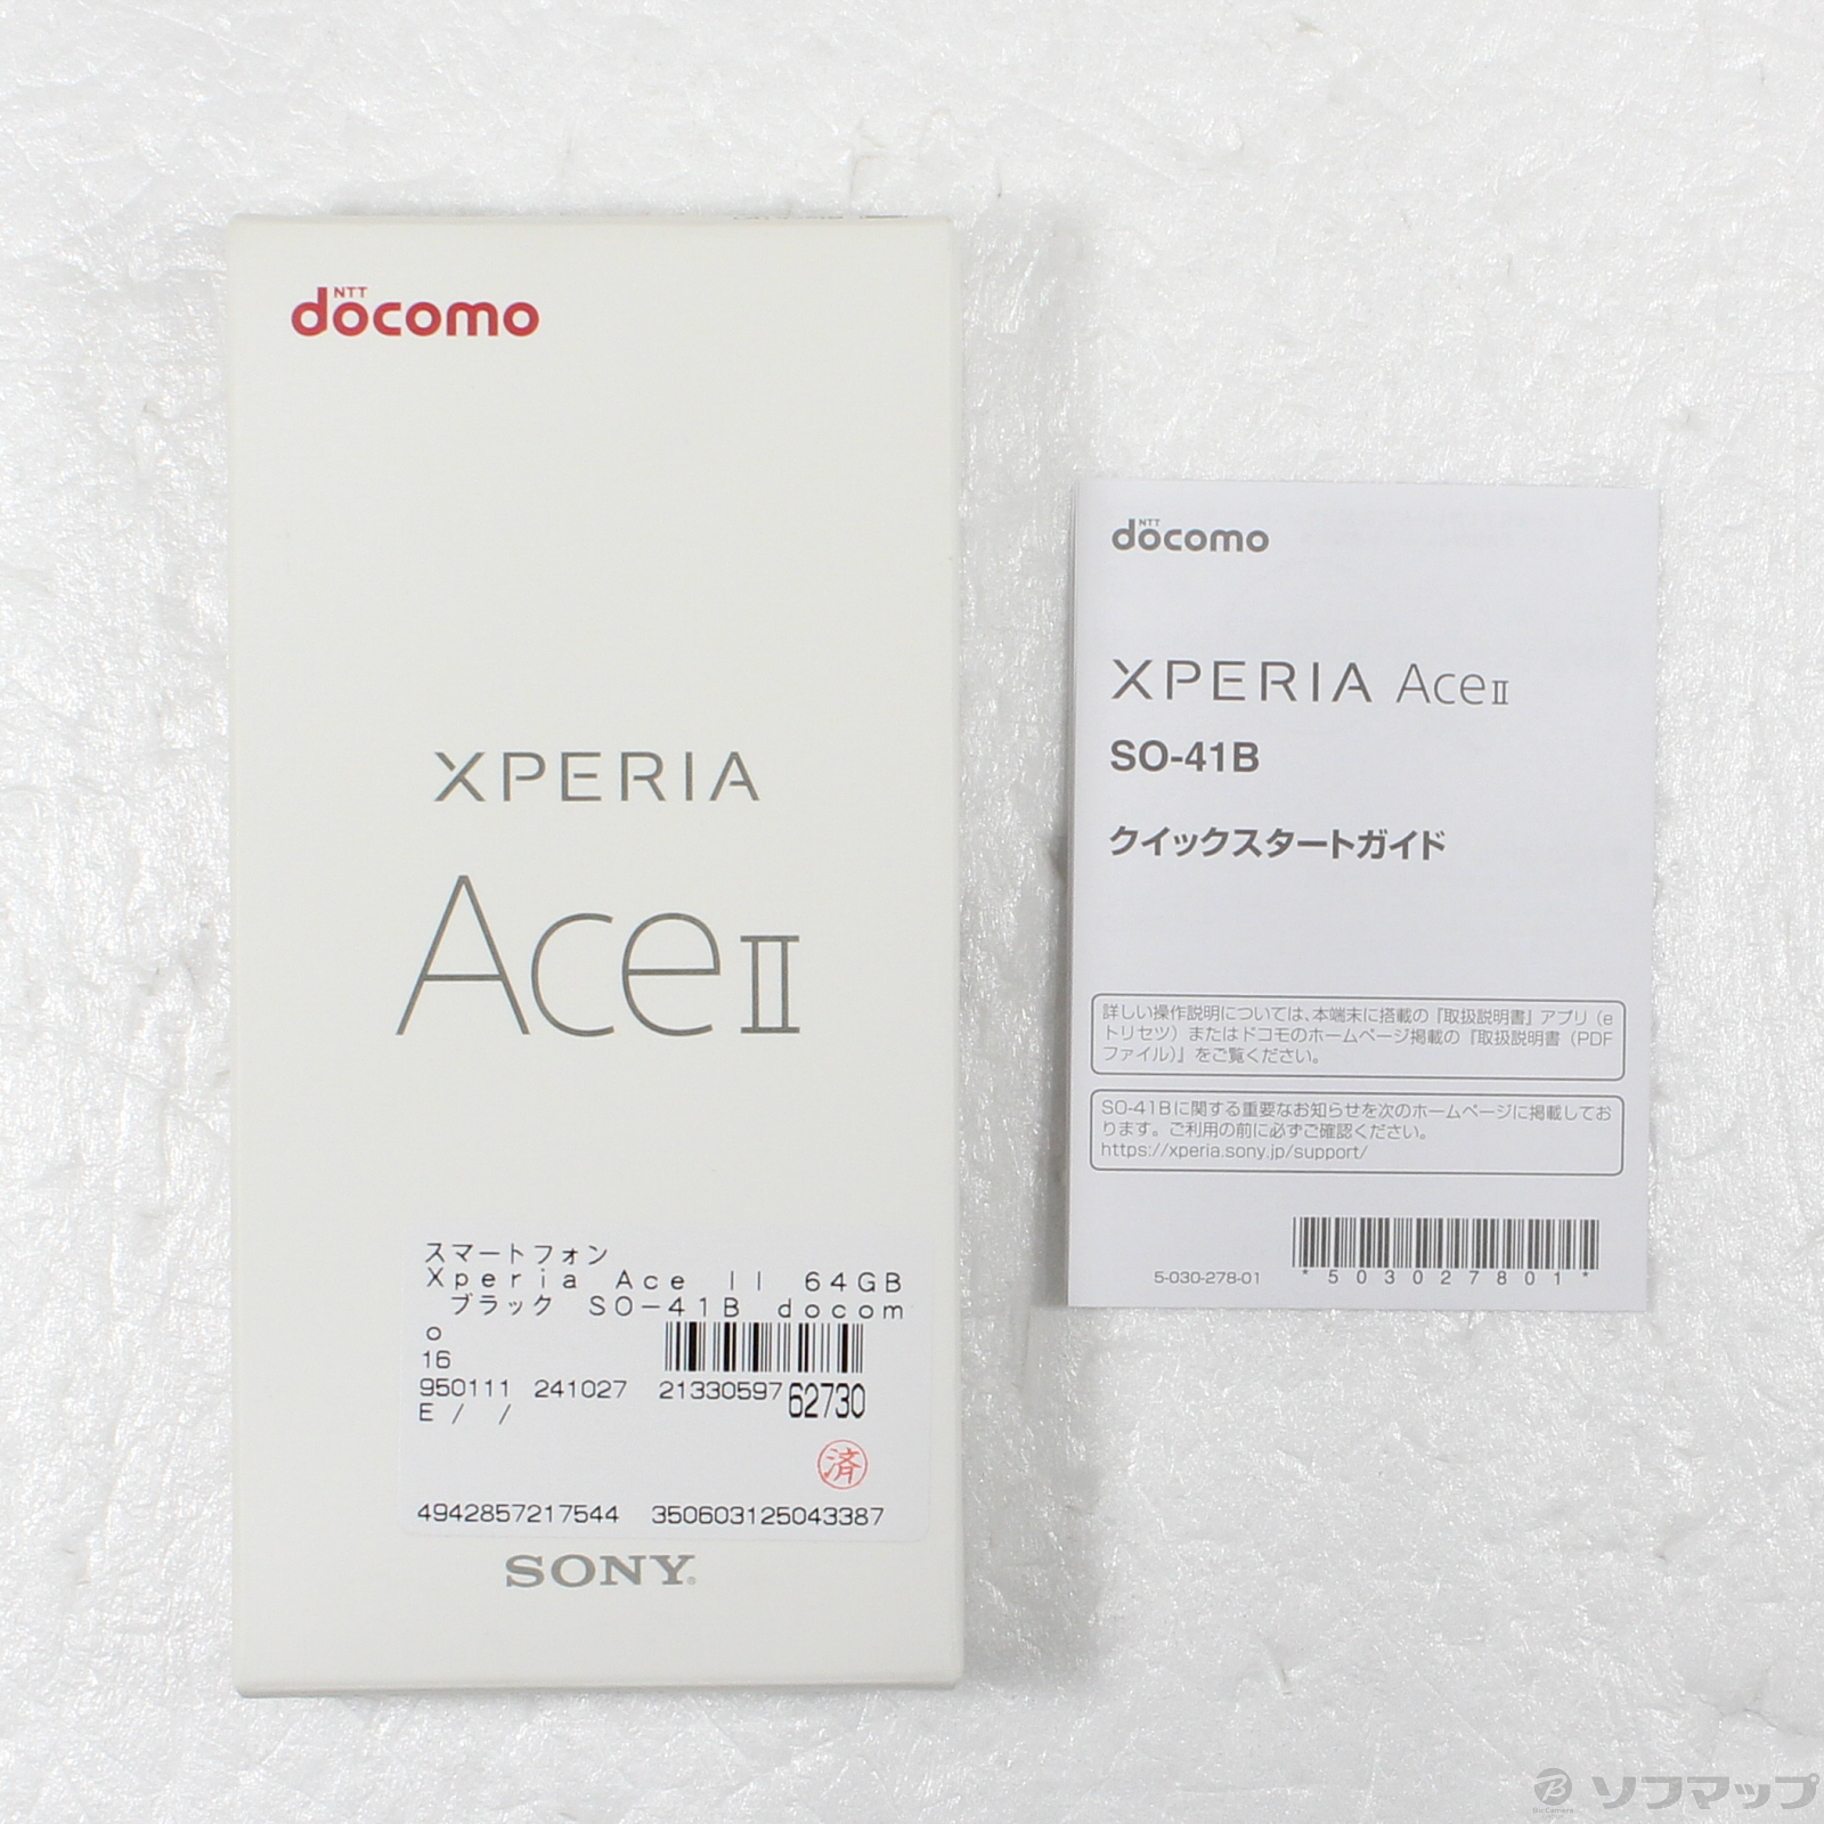 NTT
docomo
XPERIA
Ace II
スマートフォン
Xperia Ace II 64GB
ブラック SO-41B docom
o
16
950111 241027 21330597 62730
E / /
済
4942857217544 350603125043387
SONY
NTT
docomo
XPERIA Ace II
SO-41B
クイックスタートガイド
詳しい操作説明については、本端末に搭載の『取扱説明書』アプリ（e
トリセツ）またはドコモのホームページ掲載の『取扱説明書（PDF
ファイル）』をご覧ください。
SO-41Bに関する重要なお知らせを次のホームページに掲載してお
ります。ご利用の前に必ずご確認ください。
https://xperia.sony.jp/support/
5-030-278-01 *503027801*
BicCamera
ソフマップ